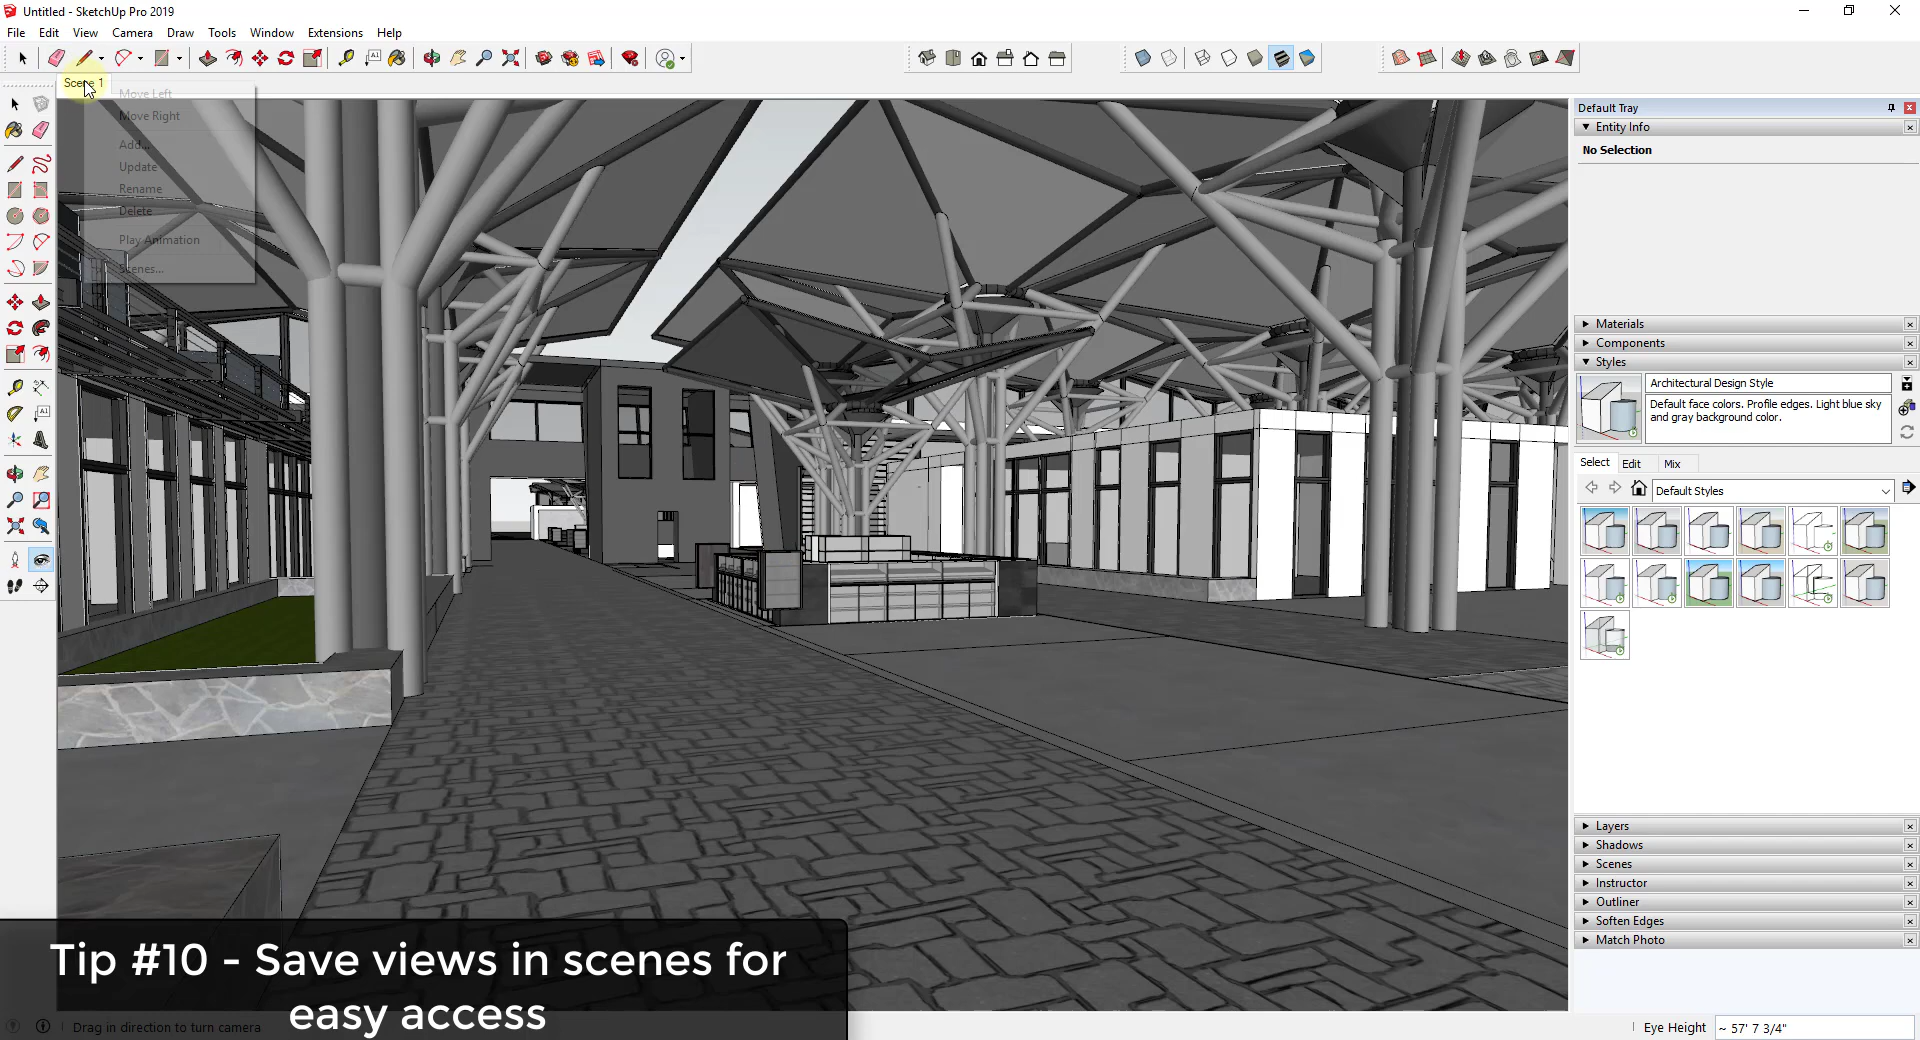 Untitled - SketchUp Pro 2019
File Edit View Camera Draw Tools Window Extensions Help
Scene 1
Move Left
Move Right
Add...
Update
Rename
Delete
Play Animation
Scenes...
Default Tray
Entity Info
No Selection
Materials
Components
Styles
Architectural Design Style
Default face colors. Profile edges. Light blue sky
and gray background color.
Select Edit Mix
Default Styles
Layers
Shadows
Scenes
Instructor
Outliner
Soften Edges
Match Photo
Tip #10 - Save views in scenes for
easy access
Drag in direction to turn camera
Eye Height ~ 57' 7 3/4"